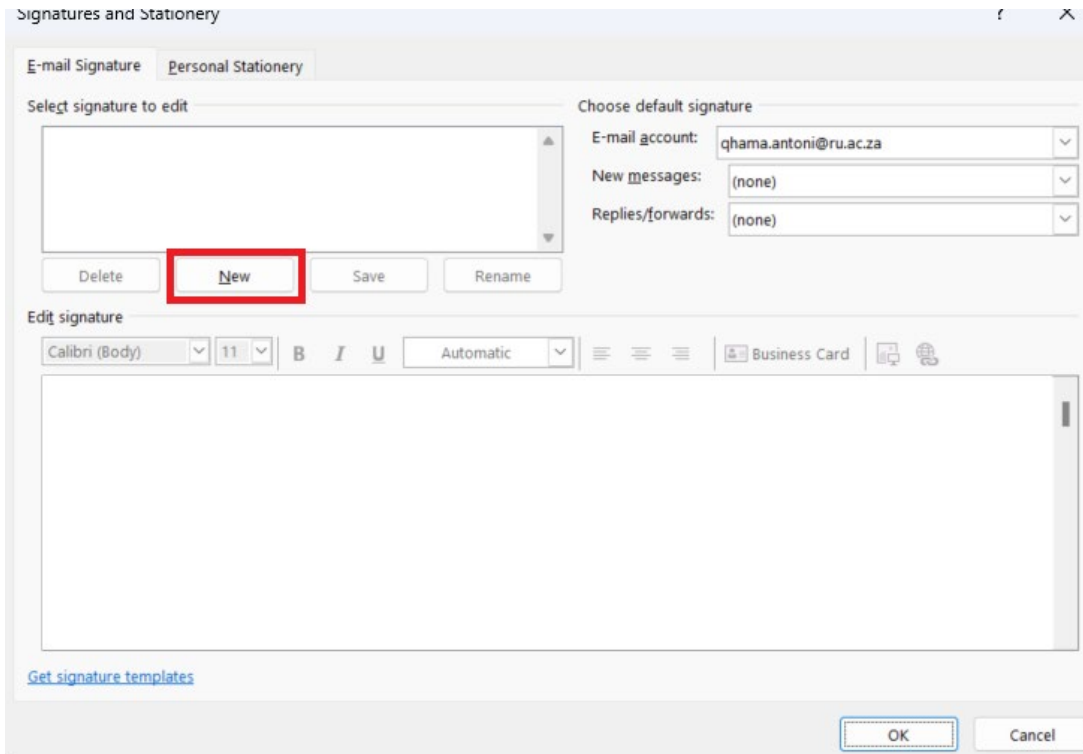 Signatures and Stationery ? X
E-mail Signature Personal Stationery
Select signature to edit
Choose default signature
E-mail account: qhama.antoni@ru.ac.za
New messages: (none)
Replies/forwards: (none)
Delete New Save Rename
Edit signature
Calibri (Body) 11 B I U Automatic Business Card
Get signature templates
OK Cancel